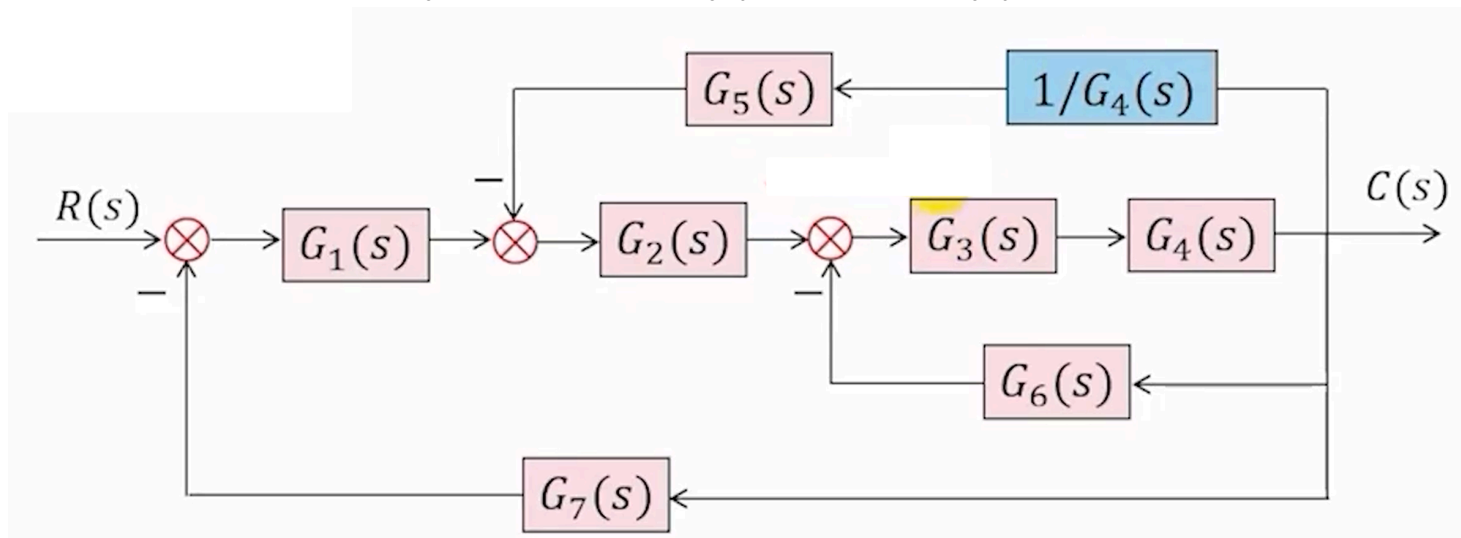 G₅(s)
1/G₄(s)
−
R(s)
G₁(s)
G₂(s)
G₃(s)
G₄(s)
C(s)
−
−
G₆(s)
G₇(s)